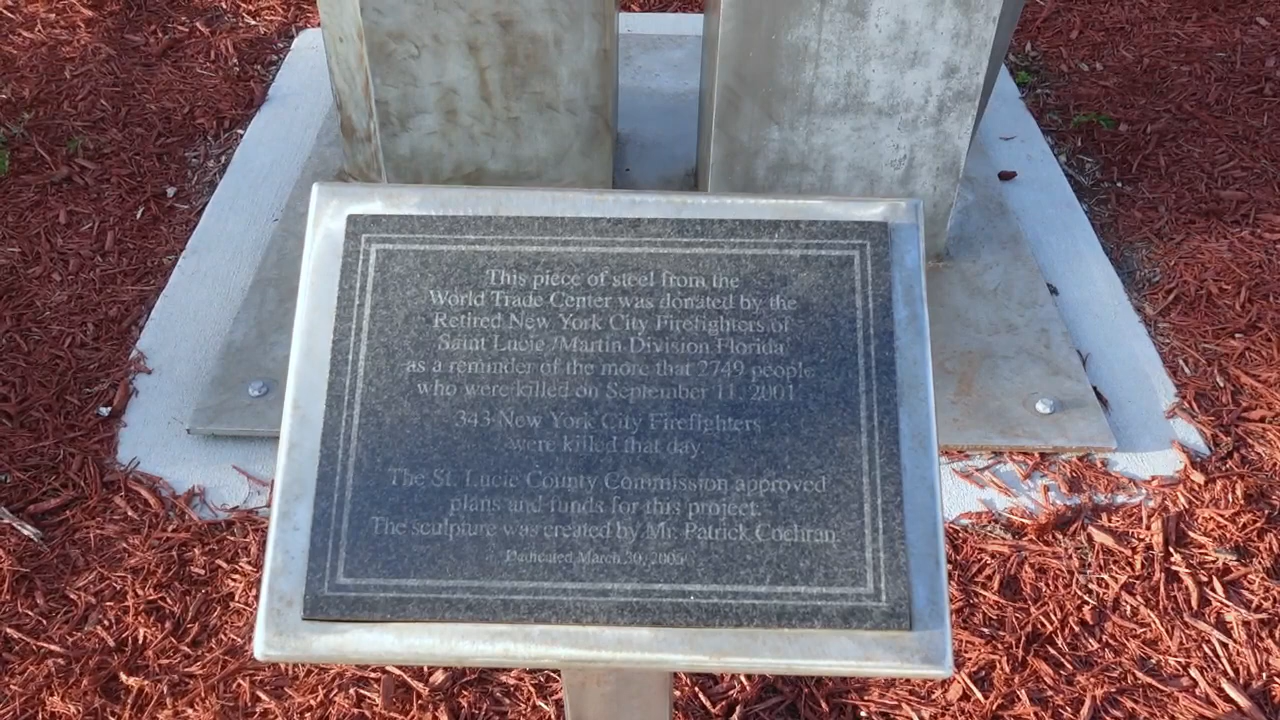 This piece of steel from the
World Trade Center was donated by the
Retired New York City Firefighters of
Saint Lucie /Martin Division Florida
as a reminder of the more that 2749 people
who were killed on September 11, 2001
343 New York City Firefighters
were killed that day.
The St. Lucie County Commission approved
plans and funds for this project.
The sculpture was created by Mr. Patrick Cochran
Dedicated March 30, 2005